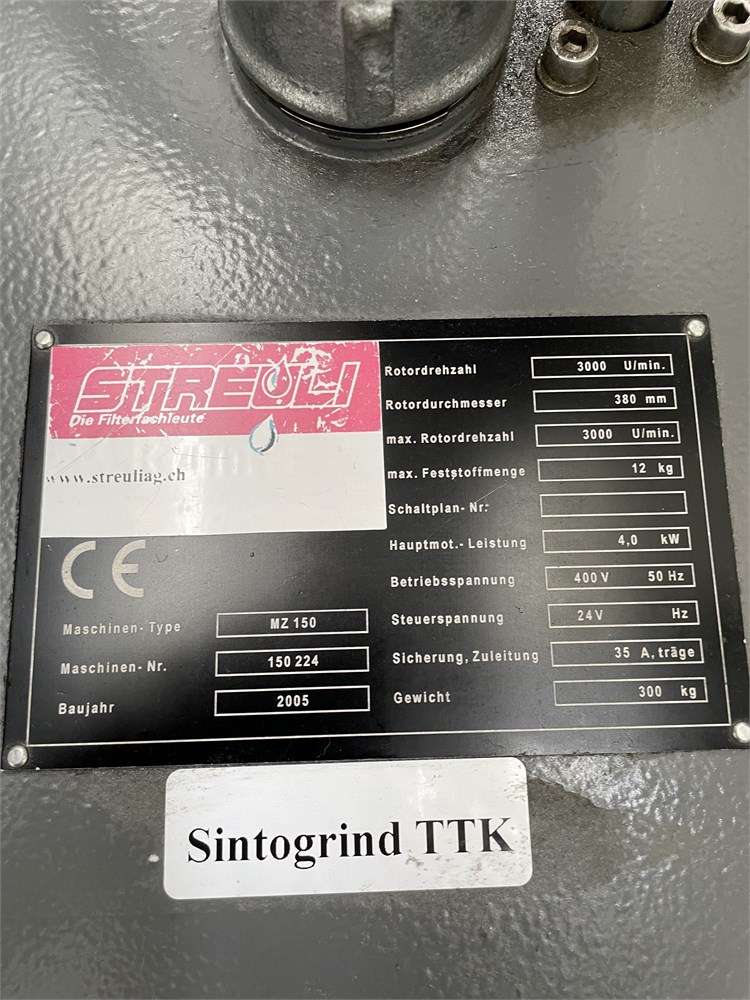 STREULI
Die Filterfachleute
www.streuliag.ch
CE
Maschinen- Type MZ 150
Maschinen- Nr. 150 224
Baujahr 2005
Rotordrehzahl 3000 U/min.
Rotordurchmesser 380 mm
max. Rotordrehzahl 3000 U/min.
max. Feststoffmenge 12 kg
Schaltplan- Nr.
Hauptmot.- Leistung 4,0 kW
Betriebsspannung 400 V 50 Hz
Steuerspannung 24V Hz
Sicherung, Zuleitung 35 A, träge
Gewicht 300 kg
Sintogrind TTK